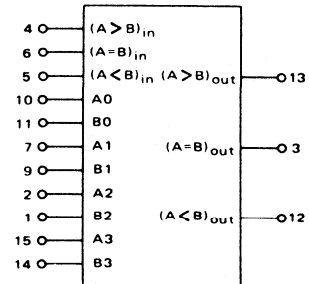 4 (A>B)in
6 (A=B)in
5 (A<B)in (A>B)out 13
10 A0
11 B0
7 A1 (A=B)out 3
9 B1
2 A2
1 B2 (A<B)out 12
15 A3
14 B3